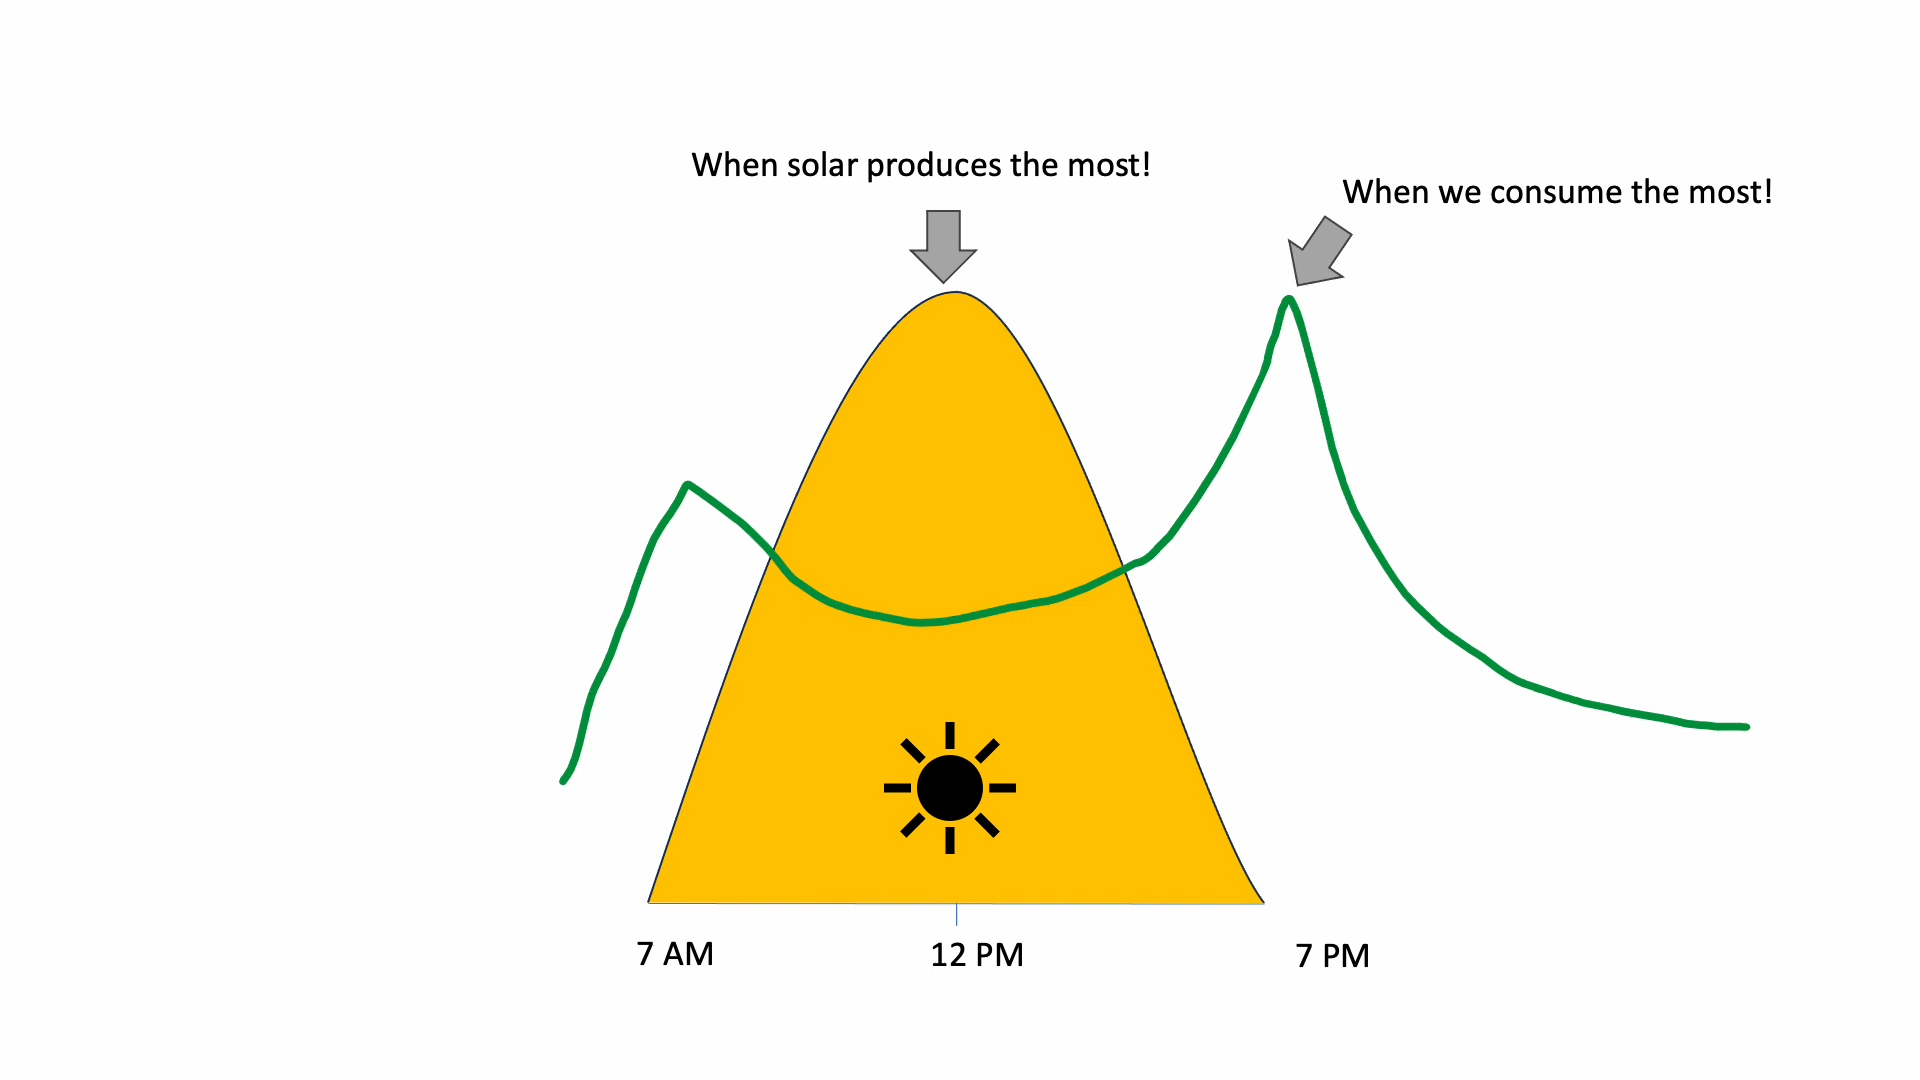 When solar produces the most!
When we consume the most!
7 AM
12 PM
7 PM